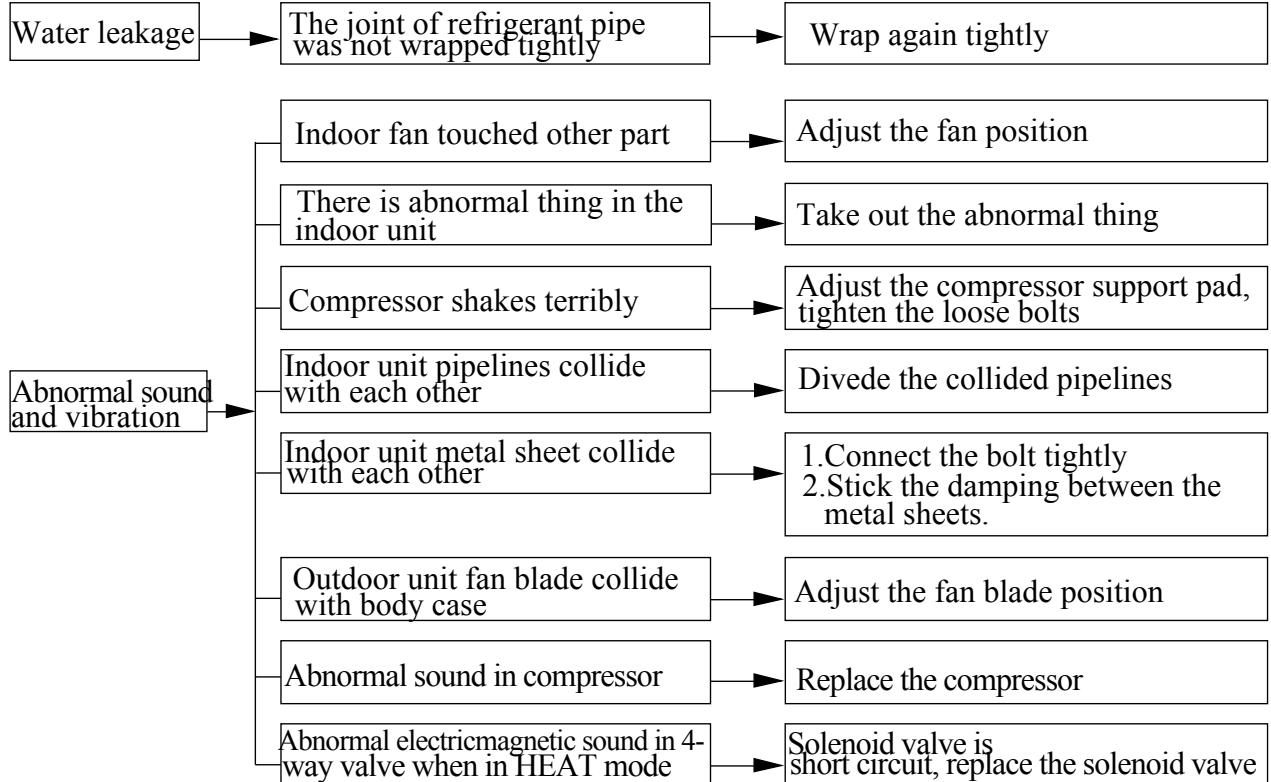 Water leakage
The joint of refrigerant pipe
was not wrapped tightly
Wrap again tightly
Abnormal sound
and vibration
Indoor fan touched other part
Adjust the fan position
There is abnormal thing in the
indoor unit
Take out the abnormal thing
Compressor shakes terribly
Adjust the compressor support pad,
tighten the loose bolts
Indoor unit pipelines collide
with each other
Divede the collided pipelines
Indoor unit metal sheet collide
with each other
1.Connect the bolt tightly
2.Stick the damping between the
metal sheets.
Outdoor unit fan blade collide
with body case
Adjust the fan blade position
Abnormal sound in compressor
Replace the compressor
Abnormal electricmagnetic sound in 4-
way valve when in HEAT mode
Solenoid valve is
short circuit, replace the solenoid valve